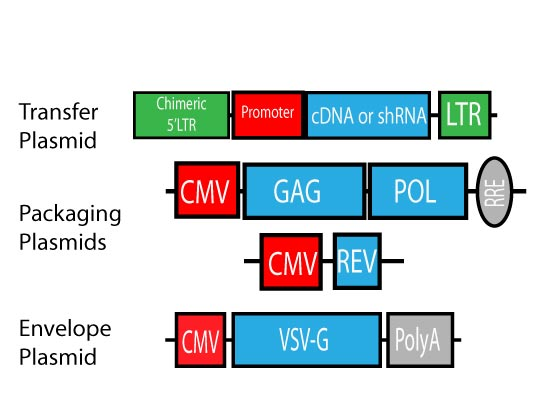 Transfer
Plasmid
Chimeric
5'LTR
Promoter
cDNA or shRNA
LTR
Packaging
Plasmids
CMV
GAG
POL
RRE
CMV
REV
Envelope
Plasmid
CMV
VSV-G
PolyA